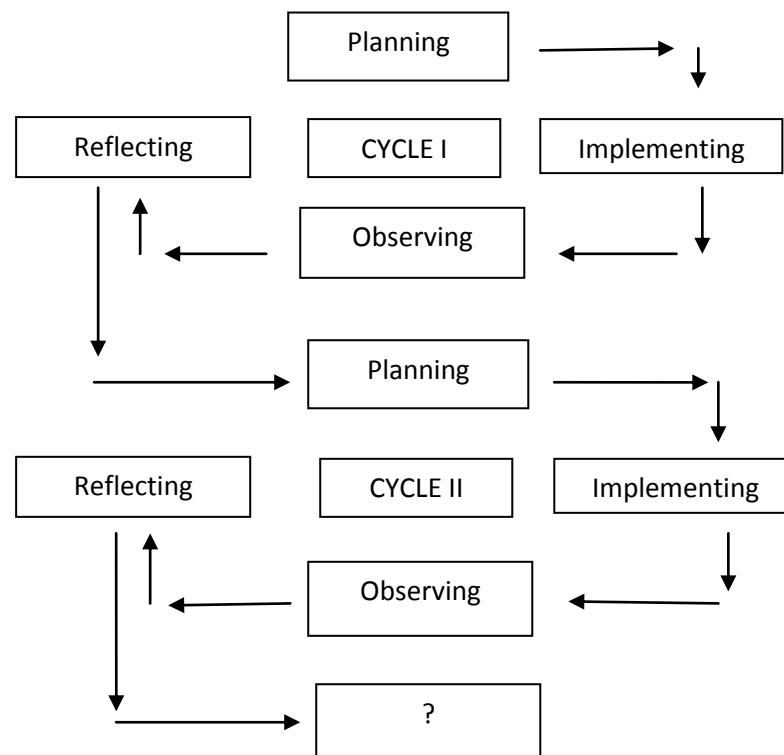 Planning
Reflecting
CYCLE I
Implementing
Observing
Planning
Reflecting
CYCLE II
Implementing
Observing
?